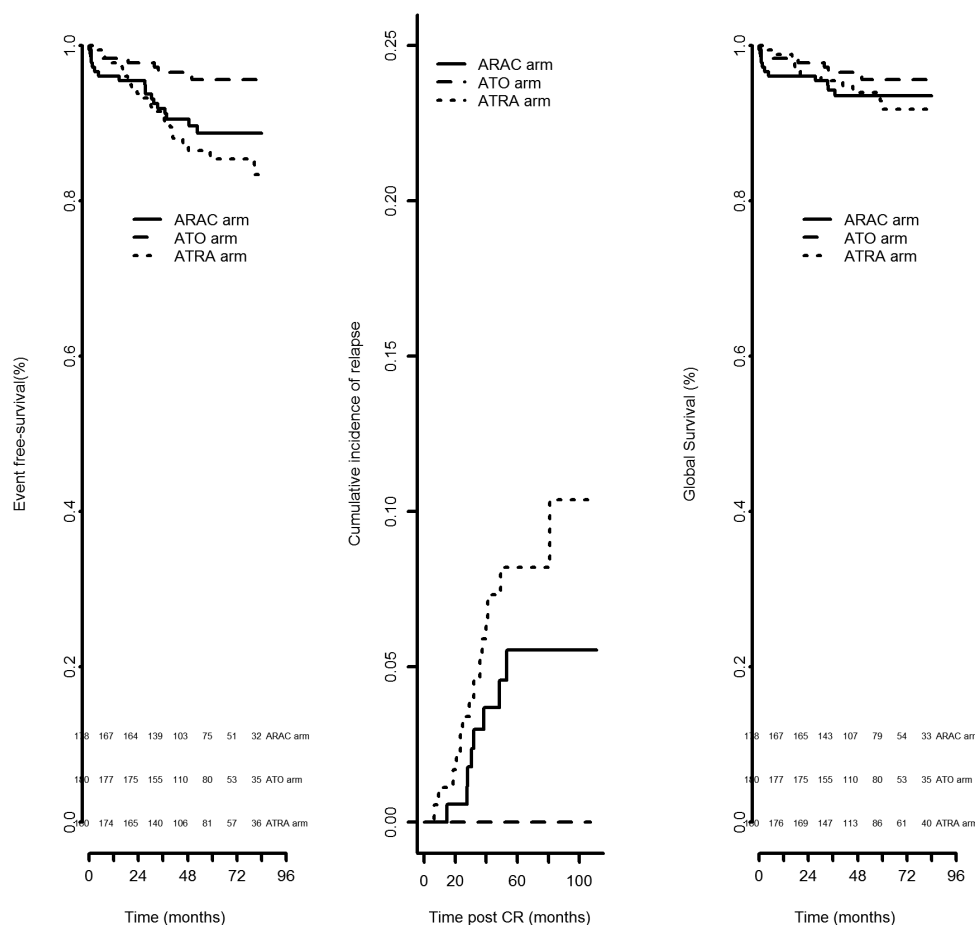 Event free-survival(%)
1.0
0.8
0.6
0.4
0.2
0.0
ARAC arm
ATO arm
ATRA arm
178 167 164 139 103 75 51 32 ARAC arm
180 177 175 155 110 80 53 35 ATO arm
180 174 165 140 106 81 57 36 ATRA arm
0 24 48 72 96
Time (months)
Cumulative incidence of relapse
0.25
0.20
0.15
0.10
0.05
0.00
ARAC arm
ATO arm
ATRA arm
0 20 60 100
Time post CR (months)
Global Survival (%)
1.0
0.8
0.6
0.4
0.2
0.0
ARAC arm
ATO arm
ATRA arm
178 167 165 143 107 79 54 33 ARAC arm
180 177 175 155 110 80 53 35 ATO arm
180 176 169 147 113 86 61 40 ATRA arm
0 24 48 72 96
Time (months)